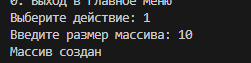 0. Выход в главное меню
Выберите действие: 1
Введите размер массива: 10
Массив создан